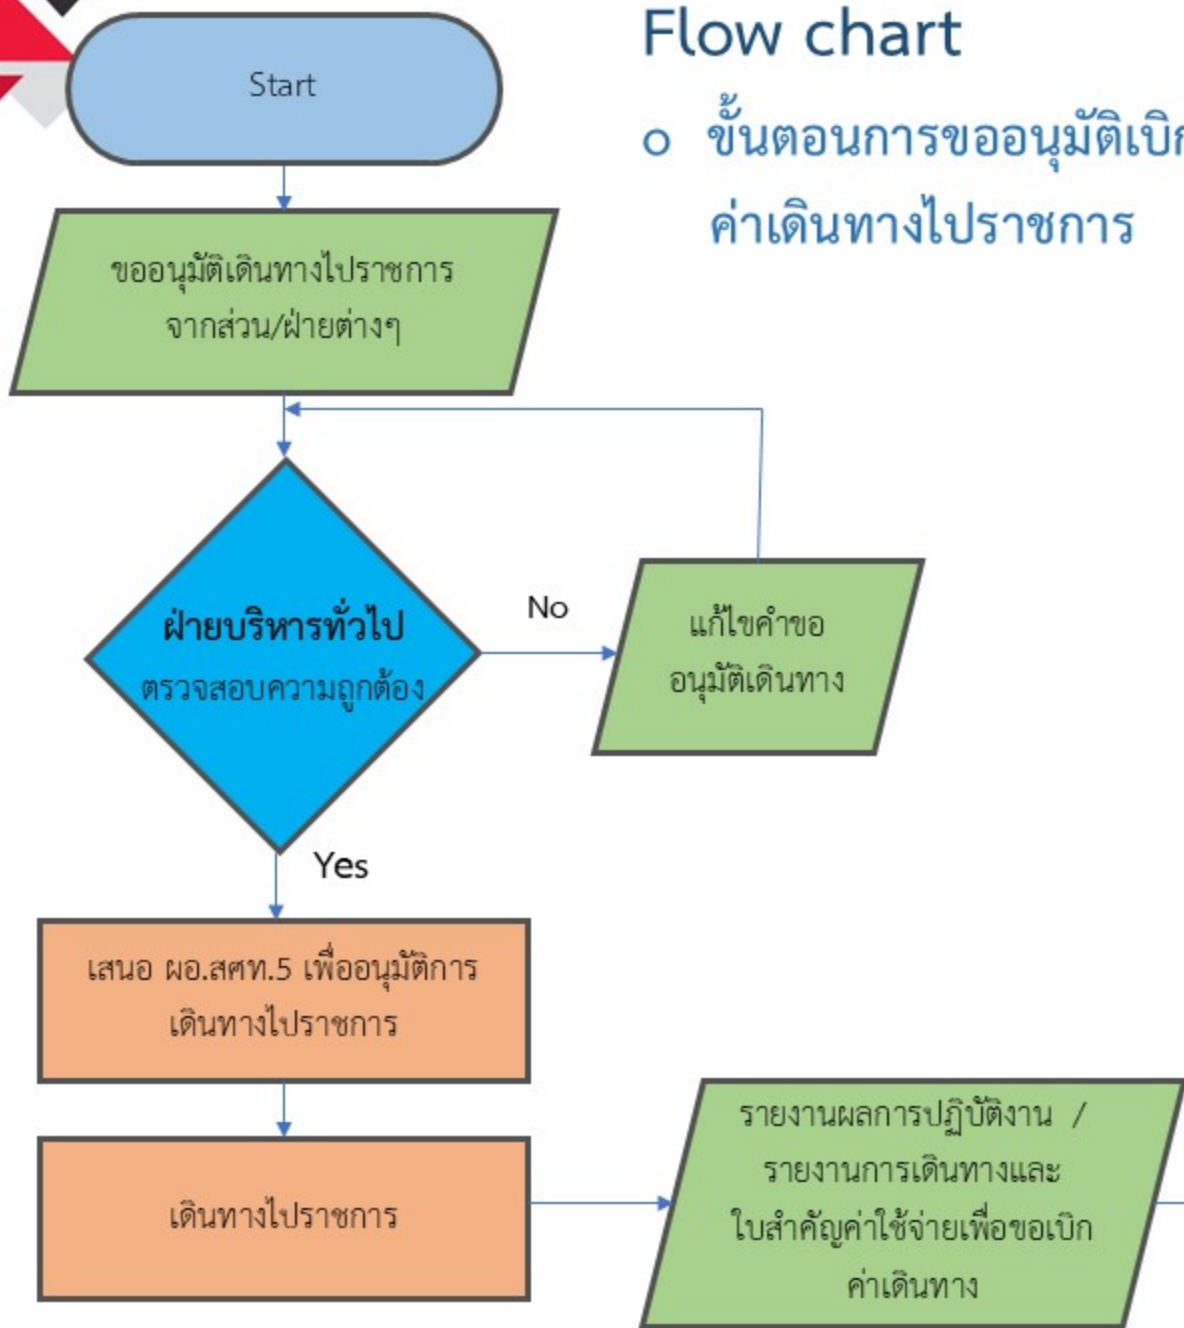 Flow chart
o ขั้นตอนการขออนุมัติเบิก
ค่าเดินทางไปราชการ
Start
ขออนุมัติเดินทางไปราชการ
จากส่วน/ฝ่ายต่างๆ
ฝ่ายบริหารทั่วไป
ตรวจสอบความถูกต้อง
No
แก้ไขคำขอ
อนุมัติเดินทาง
Yes
เสนอ ผอ.สศท.5 เพื่ออนุมัติการ
เดินทางไปราชการ
เดินทางไปราชการ
รายงานผลการปฏิบัติงาน /
รายงานการเดินทางและ
ใบสำคัญค่าใช้จ่ายเพื่อขอเบิก
ค่าเดินทาง